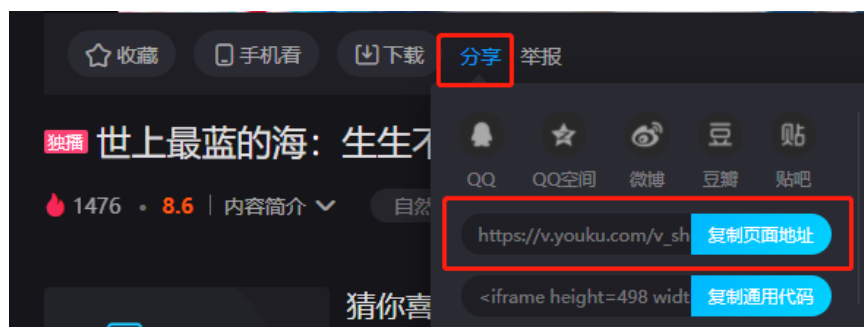 收藏 手机看 下载 分享 举报
独播 世上最蓝的海：生生不
QQ QQ空间 微博 豆瓣 贴吧
1476 • 8.6 内容简介 自然
https://v.youku.com/v_sh 复制页面地址
<iframe height=498 widt 复制通用代码
猜你喜